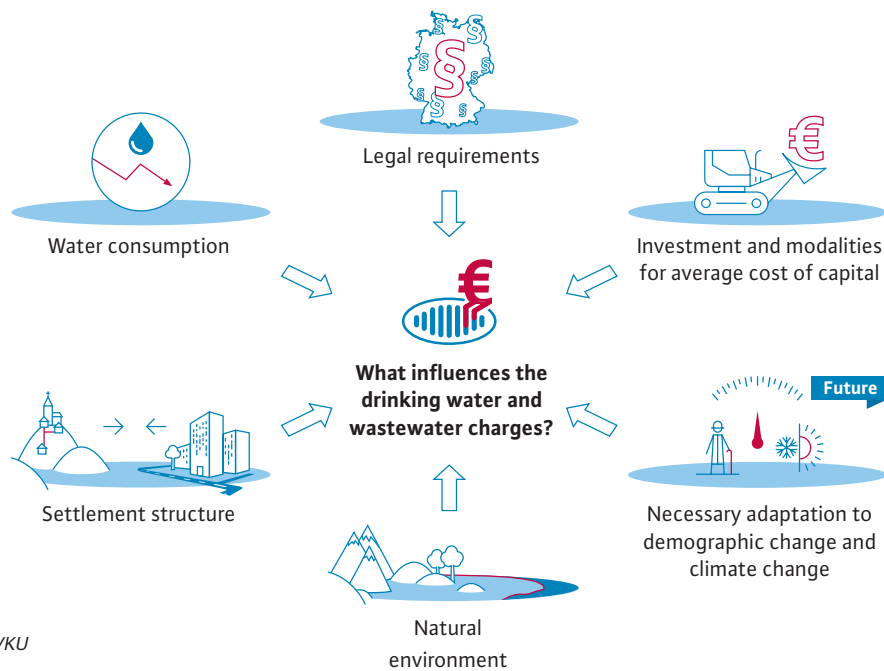 Legal requirements
Water consumption
Investment and modalities
for average cost of capital
What influences the
drinking water and
wastewater charges?
Future
Settlement structure
Necessary adaptation to
demographic change and
climate change
Natural
environment
/KU